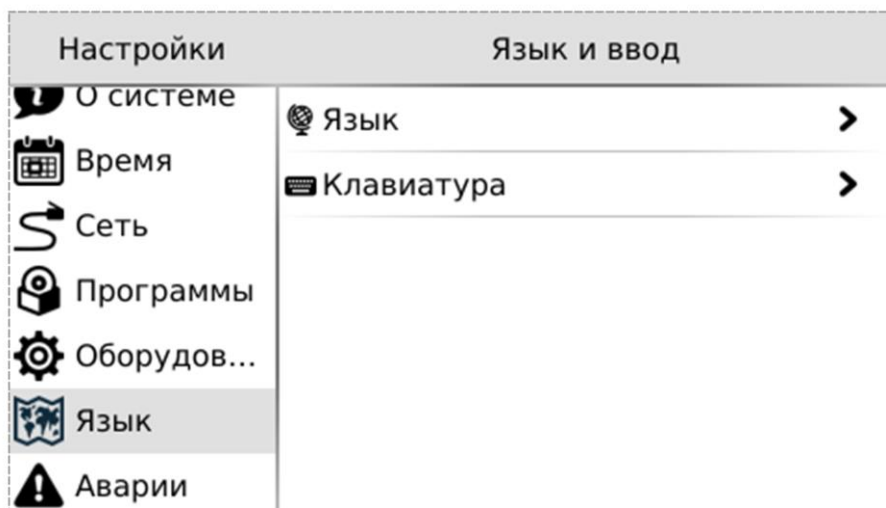 Настройки
Язык и ввод
О системе
Время
Сеть
Программы
Оборудов...
Язык
Аварии
Язык
Клавиатура